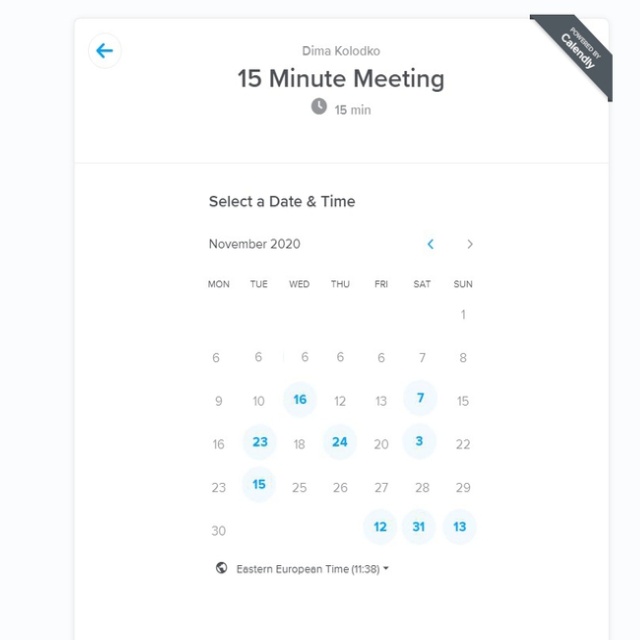 POWERED BY
Calendly
Dima Kolodko
15 Minute Meeting
15 min
Select a Date & Time
November 2020 < >
MON TUE WED THU FRI SAT SUN
1
6 6 6 6 6 7 8
9 10 16 12 13 7 15
16 23 18 24 20 3 22
23 15 25 26 27 28 29
30 12 31 13
Eastern European Time (11:38)